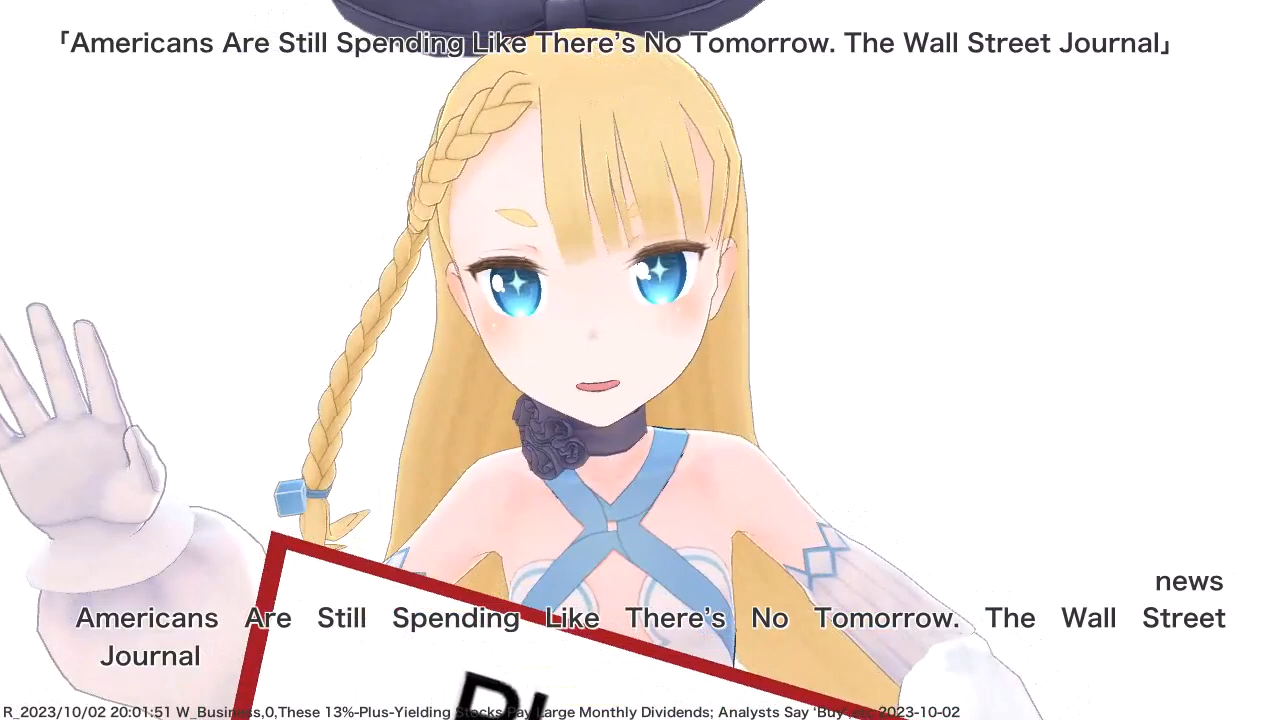 「Americans Are Still Spending Like There’s No Tomorrow. The Wall Street Journal」
news
Americans Are Still Spending Like There’s No Tomorrow. The Wall Street
Journal
R_2023/10/02 20:01:51 W_Business,0,These 13%-Plus-Yielding Stocks Pay Large Monthly Dividends; Analysts Say ‘Buy’
2023-10-02